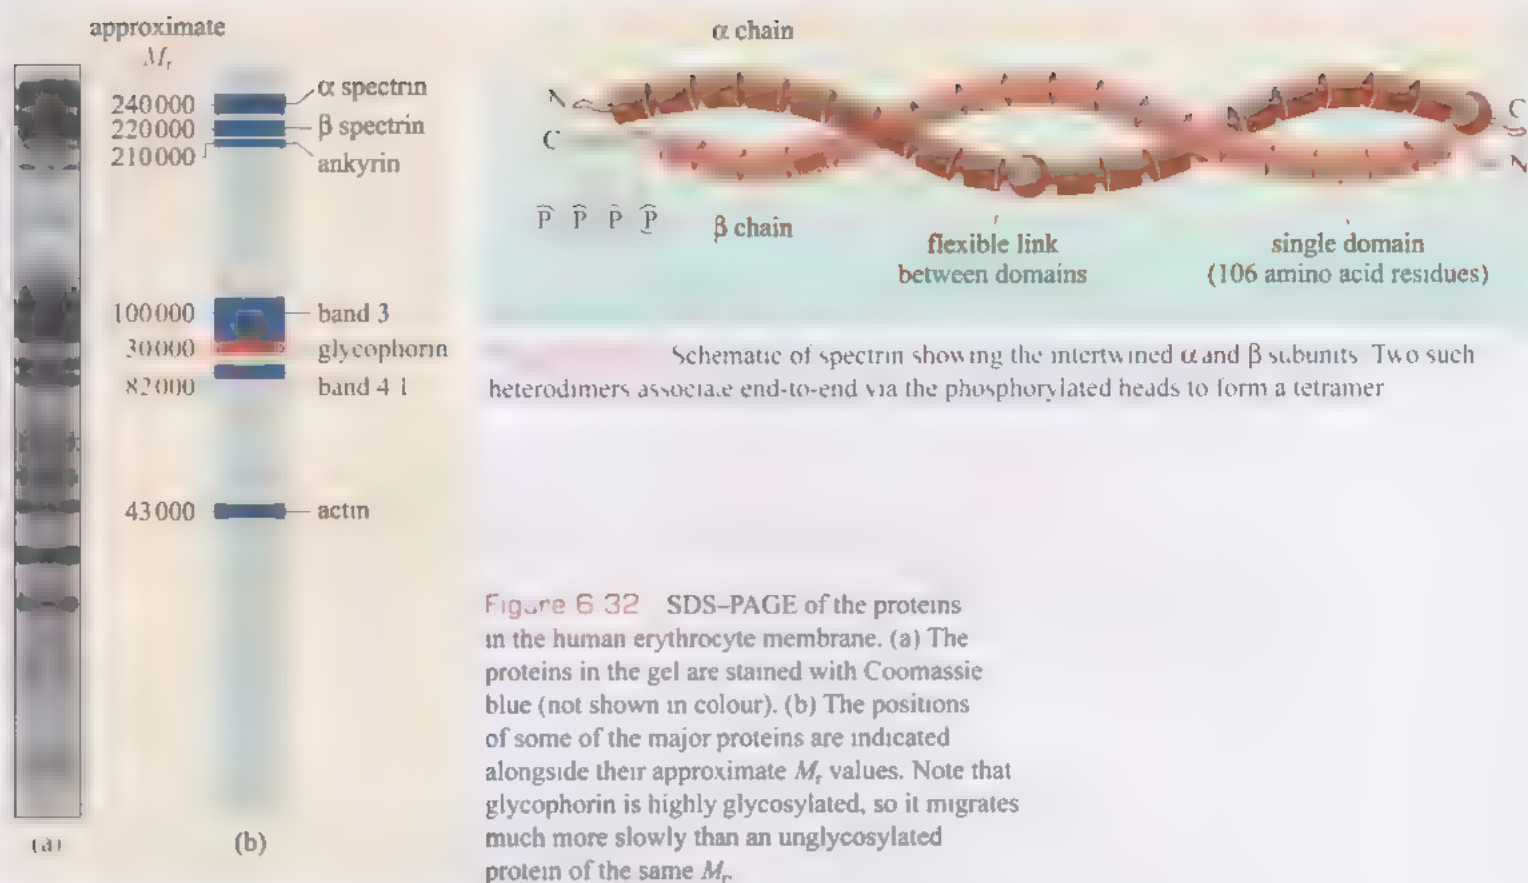 approximate
Mᵣ
240000
220000
210000
α spectrin
β spectrin
ankyrin
100000
30000
82000
band 3
glycophorin
band 4 1
43000
actin
(a)
(b)
α chain
N
C
C
N
P P P P
β chain
flexible link
between domains
single domain
(106 amino acid residues)
Schematic of spectrin showing the intertwined α and β subunits Two such
heterodimers associate end-to-end via the phosphorylated heads to form a tetramer
Figure 6 32 SDS–PAGE of the proteins
in the human erythrocyte membrane. (a) The
proteins in the gel are stained with Coomassie
blue (not shown in colour). (b) The positions
of some of the major proteins are indicated
alongside their approximate Mᵣ values. Note that
glycophorin is highly glycosylated, so it migrates
much more slowly than an unglycosylated
protein of the same Mᵣ.